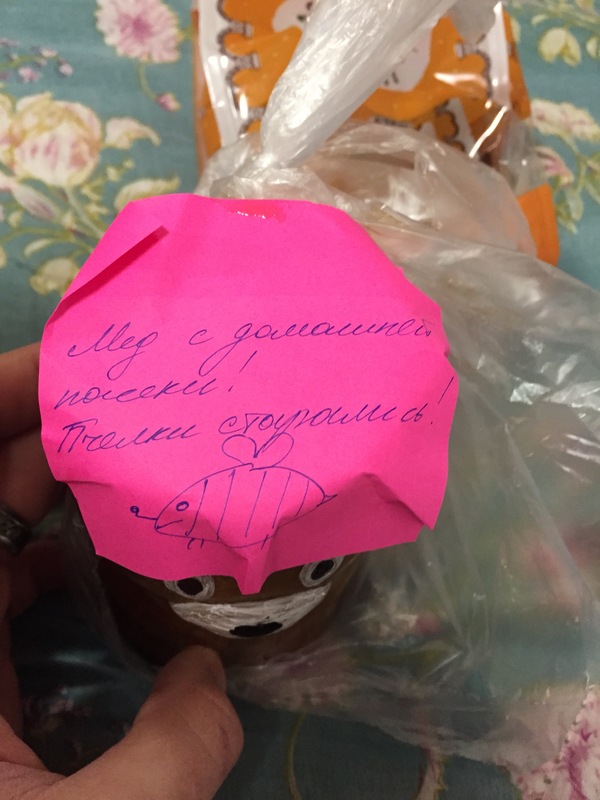 Мед с домашней
пасеки!
Пчелки старались!